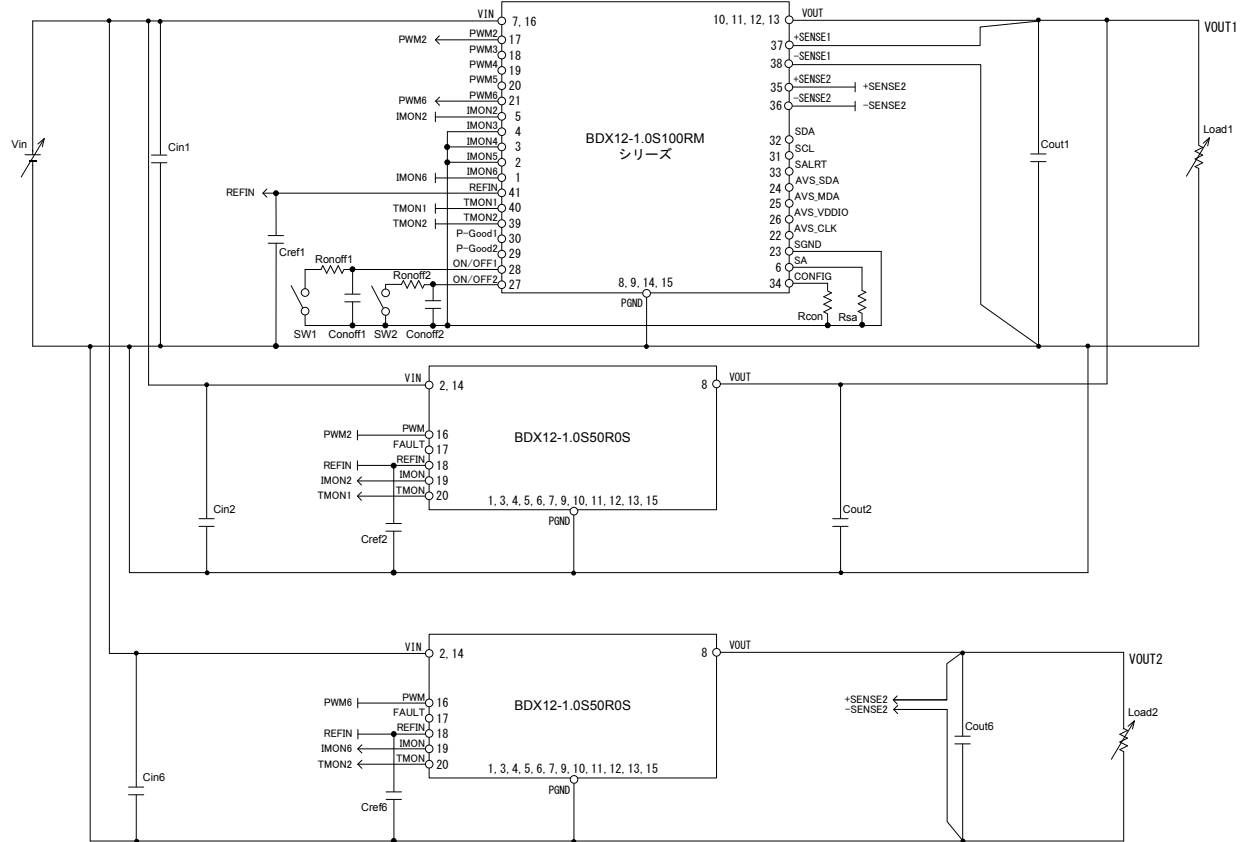 VIN
7, 16
10, 11, 12, 13
VOUT
VOUT1
PWM2
PWM2
17
PWM3
18
PWM4
19
PWM5
20
PWM6
PWM6
21
IMON2
IMON2
5
IMON3
4
IMON4
3
IMON5
2
IMON6
IMON6
1
REFIN
REFIN
41
TMON1
TMON1
40
TMON2
TMON2
39
P-Good1
30
P-Good2
29
ON/OFF1
28
ON/OFF2
27
BDX12-1.0S100RM
シリーズ
8, 9, 14, 15
PGND
37
+SENSE1
38
-SENSE1
35
+SENSE2
+SENSE2
36
-SENSE2
-SENSE2
32
SDA
31
SCL
33
SALRT
24
AVS_SDA
25
AVS_MDA
26
AVS_VDDIO
22
AVS_CLK
23
SGND
6
SA
34
CONFIG
Vin
Cin1
Cref1
Ronoff1
Ronoff2
SW1
Conoff1
SW2
Conoff2
Rcon
Rsa
Cout1
Load1
VIN
2, 14
8
VOUT
BDX12-1.0S50R0S
PWM2
PWM
16
FAULT
17
REFIN
REFIN
18
IMON2
IMON
19
TMON1
TMON
20
1, 3, 4, 5, 6, 7, 9, 10, 11, 12, 13, 15
PGND
Cin2
Cref2
Cout2
VIN
2, 14
8
VOUT
VOUT2
BDX12-1.0S50R0S
PWM6
PWM
16
FAULT
17
REFIN
REFIN
18
IMON6
IMON
19
TMON2
TMON
20
1, 3, 4, 5, 6, 7, 9, 10, 11, 12, 13, 15
PGND
+SENSE2
-SENSE2
Cin6
Cref6
Cout6
Load2